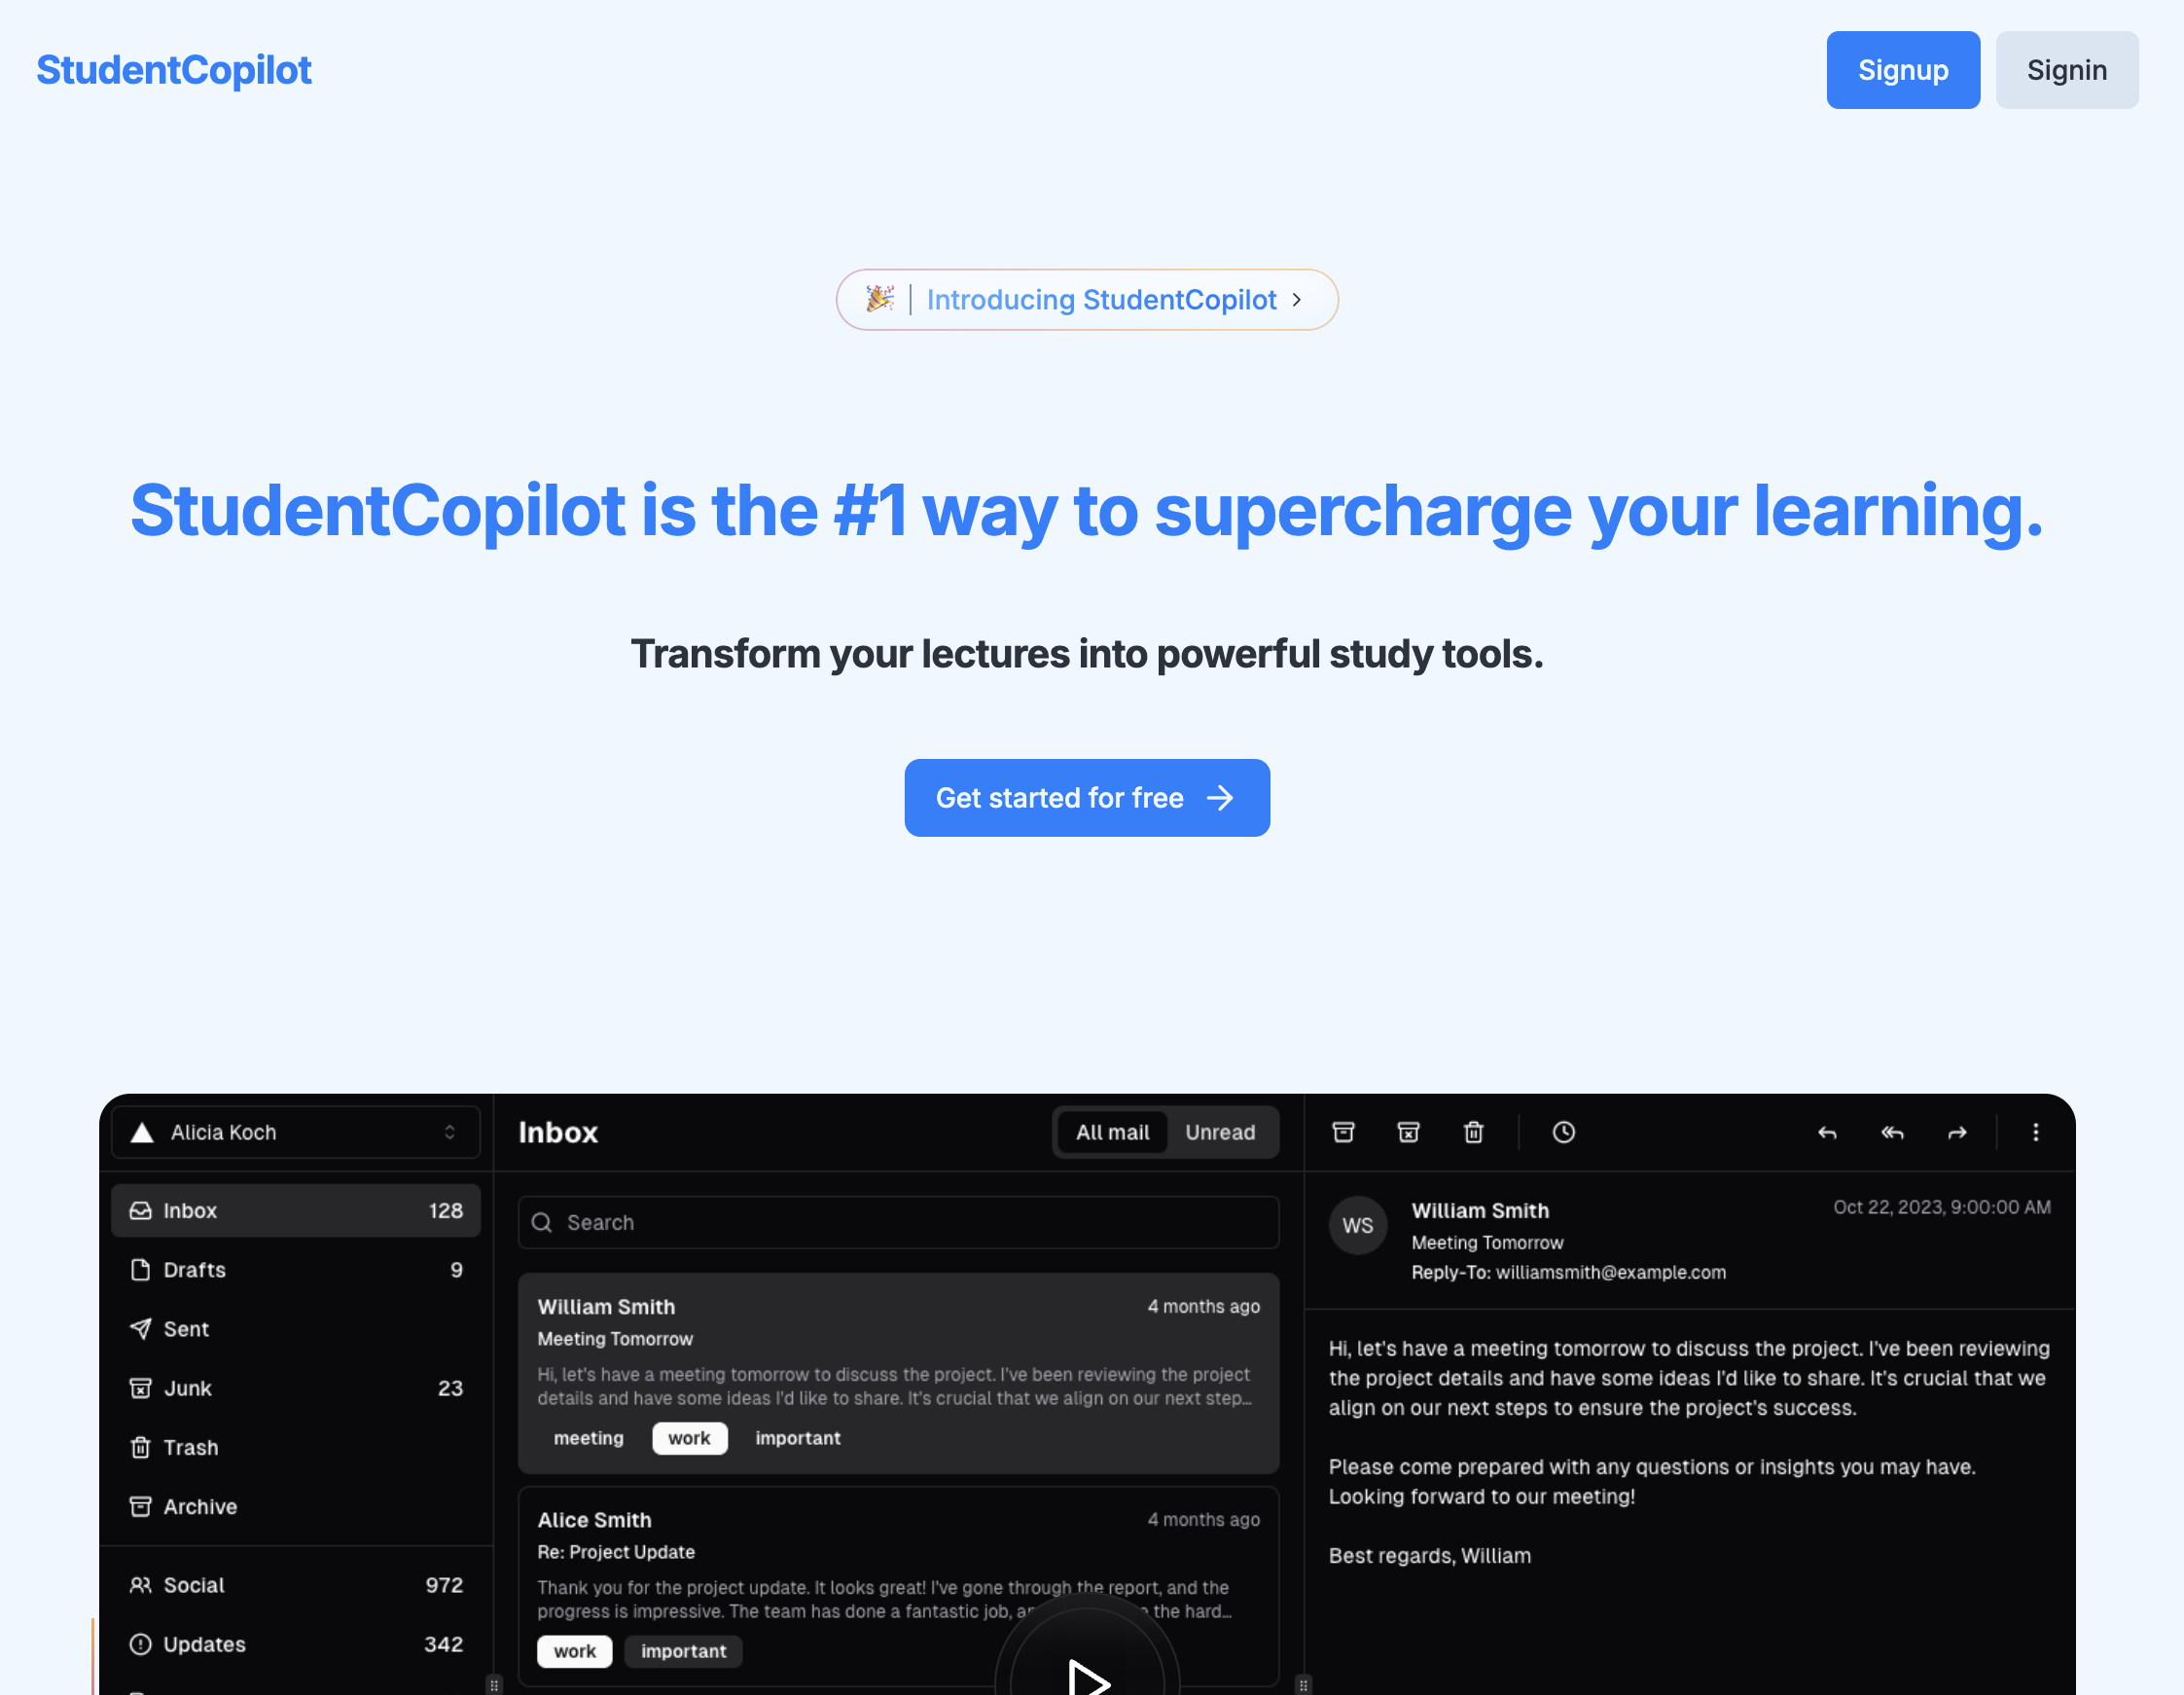 StudentCopilot
Signup
Signin
🎉 | Introducing StudentCopilot
StudentCopilot is the #1 way to supercharge your learning.
Transform your lectures into powerful study tools.
Get started for free
Alicia Koch
Inbox 128
Drafts 9
Sent
Junk 23
Trash
Archive
Social 972
Updates 342
Inbox
All mail
Unread
Search
William Smith 4 months ago
Meeting Tomorrow
Hi, let's have a meeting tomorrow to discuss the project. I've been reviewing the project
details and have some ideas I'd like to share. It's crucial that we align on our next step...
meeting work important
Alice Smith 4 months ago
Re: Project Update
Thank you for the project update. It looks great! I've gone through the report, and the
progress is impressive. The team has done a fantastic job, the hard...
work important
WS
William Smith Oct 22, 2023, 9:00:00 AM
Meeting Tomorrow
Reply-To: williamsmith@example.com
Hi, let's have a meeting tomorrow to discuss the project. I've been reviewing
the project details and have some ideas I'd like to share. It's crucial that we
align on our next steps to ensure the project's success.
Please come prepared with any questions or insights you may have.
Looking forward to our meeting!
Best regards, William